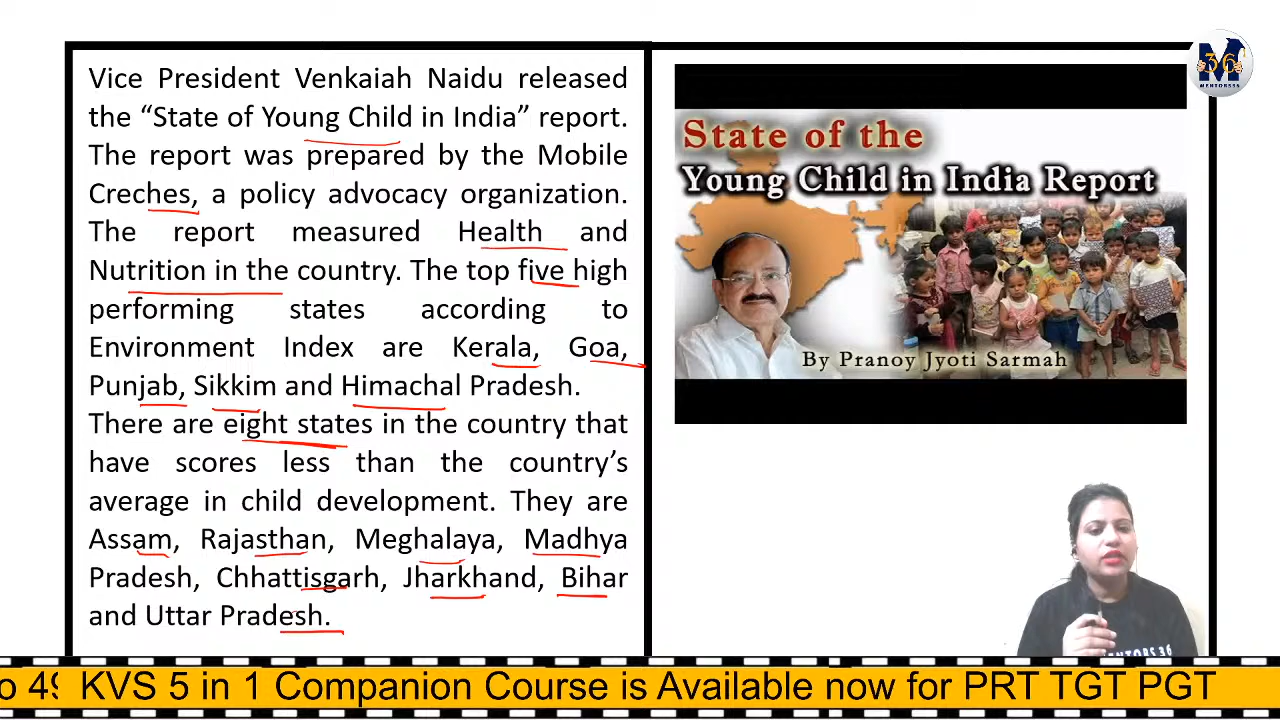 Vice President Venkaiah Naidu released
the “State of Young Child in India” report.
The report was prepared by the Mobile
Creches, a policy advocacy organization.
The report measured Health and
Nutrition in the country. The top five high
performing states according to
Environment Index are Kerala, Goa,
Punjab, Sikkim and Himachal Pradesh.
There are eight states in the country that
have scores less than the country’s
average in child development. They are
Assam, Rajasthan, Meghalaya, Madhya
Pradesh, Chhattisgarh, Jharkhand, Bihar
and Uttar Pradesh.
State of the
Young Child in India Report
By Pranoy Jyoti Sarmah
M
36
MENTORS36
MENTORS 36
o 49 KVS 5 in 1 Companion Course is Available now for PRT TGT PGT